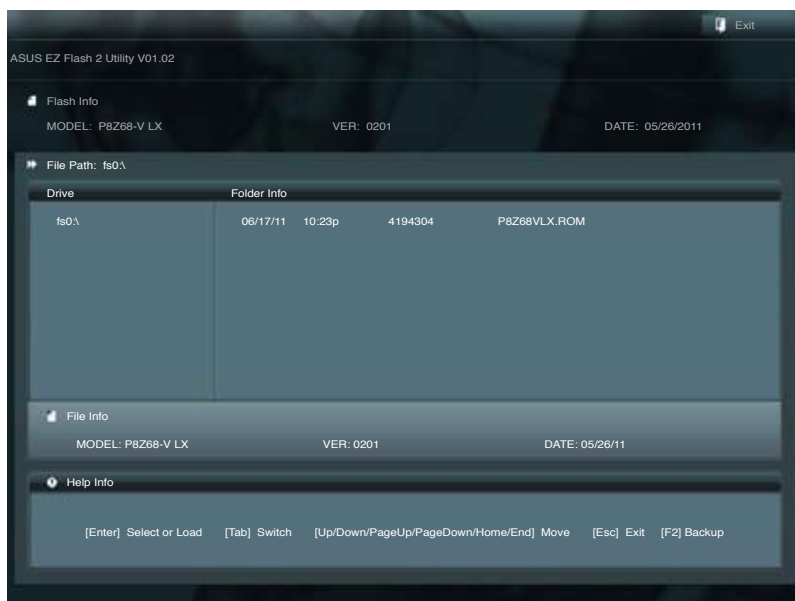 Exit
ASUS EZ Flash 2 Utility V01.02
Flash Info
MODEL: P8Z68-V LX VER: 0201 DATE: 05/26/2011
File Path: fs0:\
Drive Folder Info
fs0:\ 06/17/11 10:23p 4194304 P8Z68VLX.ROM
File Info
MODEL: P8Z68-V LX VER: 0201 DATE: 05/26/11
Help Info
[Enter] Select or Load [Tab] Switch [Up/Down/PageUp/PageDown/Home/End] Move [Esc] Exit [F2] Backup